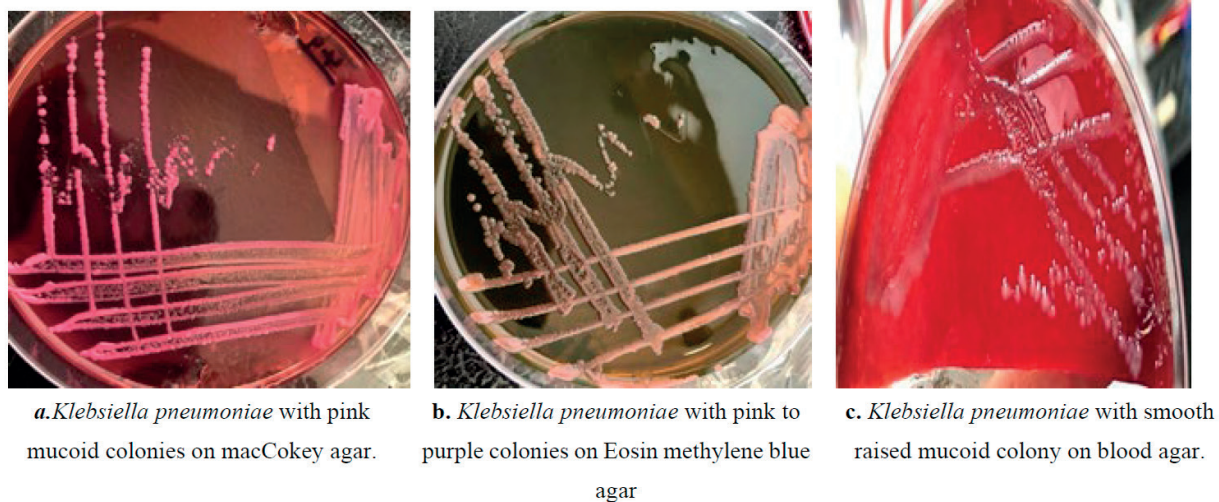 a.Klebsiella pneumoniae with pink
mucoid colonies on macCokey agar.
b. Klebsiella pneumoniae with pink to
purple colonies on Eosin methylene blue
agar
c. Klebsiella pneumoniae with smooth
raised mucoid colony on blood agar.